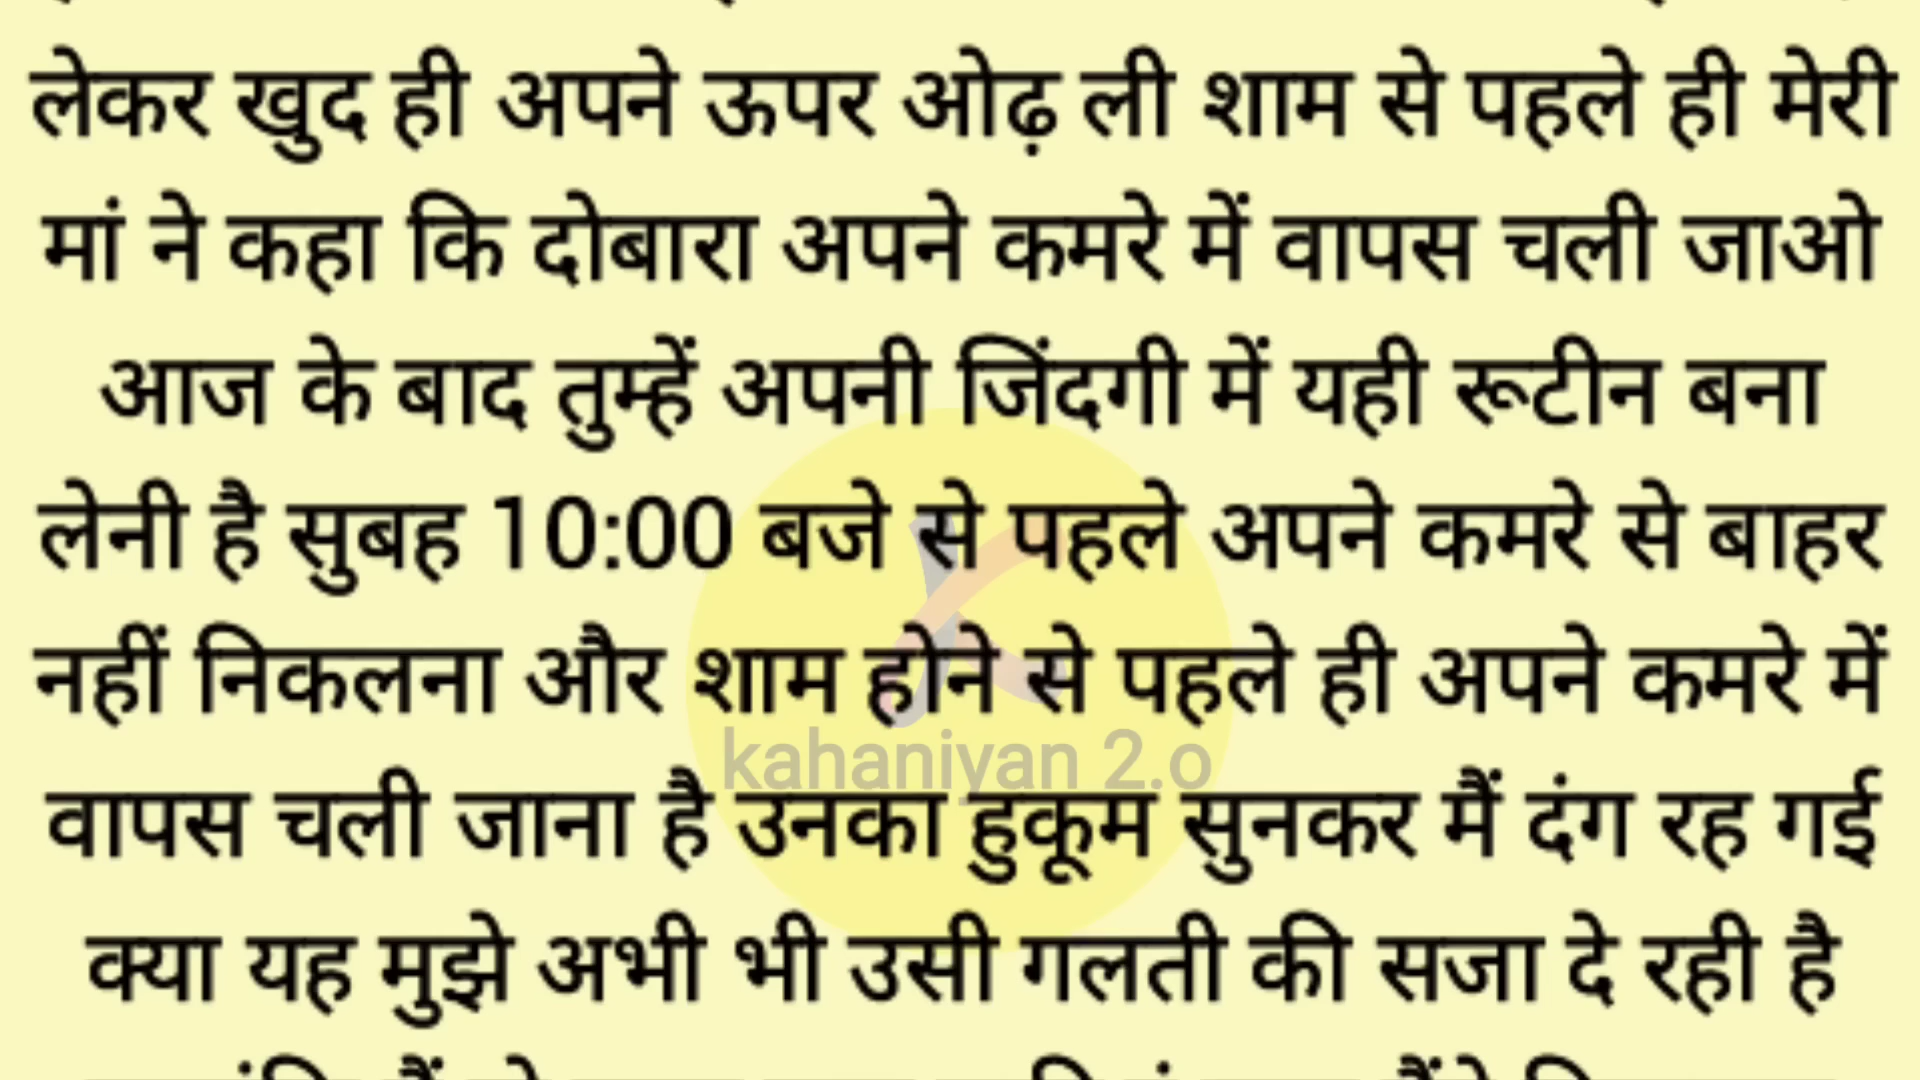 लेकर खुद ही अपने ऊपर ओढ़ ली शाम से पहले ही मेरी
मां ने कहा कि दोबारा अपने कमरे में वापस चली जाओ
आज के बाद तुम्हें अपनी जिंदगी में यही रूटीन बना
लेनी है सुबह 10:00 बजे से पहले अपने कमरे से बाहर
नहीं निकलना और शाम होने से पहले ही अपने कमरे में
kahaniyan 2.o
वापस चली जाना है उनका हुकूम सुनकर मैं दंग रह गई
क्या यह मुझे अभी भी उसी गलती की सजा दे रही है